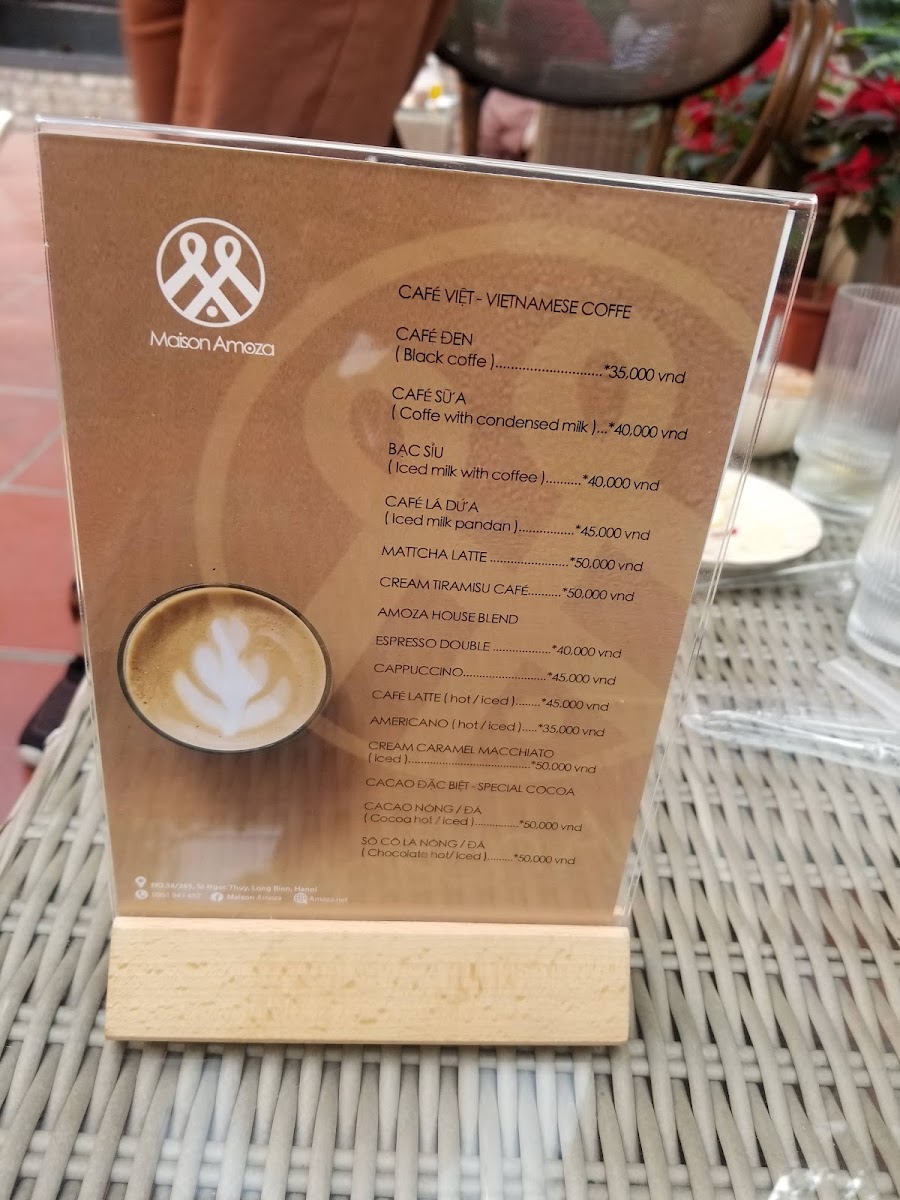 Maison Amoza
CAFÉ VIỆT - VIETNAMESE COFFE
CAFÉ ĐEN
( Black coffe )...........................*35,000 vnd
CAFÉ SỮA
( Coffe with condensed milk )...*40,000 vnd
BẠC SỈU
( Iced milk with coffee )..........*40,000 vnd
CAFÉ LÁ DỨA
( Iced milk pandan )................*45,000 vnd
MATTCHA LATTE .......................*50,000 vnd
CREAM TIRAMISU CAFÉ..........*50,000 vnd
AMOZA HOUSE BLEND
ESPRESSO DOUBLE ..................*40,000 vnd
CAPPUCCINO.........................*45,000 vnd
CAFÉ LATTE ( hot / iced )........*45,000 vnd
AMERICANO ( hot / iced ).....*35,000 vnd
CREAM CARAMEL MACCHIATO
( Iced )......................................*50,000 vnd
CACAO ĐẶC BIỆT - SPECIAL COCOA
CACAO NÓNG / ĐÁ
( Cocoa hot / iced )...............*50,000 vnd
SÔ CÔ LA NÓNG / ĐÁ
( Chocolate hot/ iced ).........*50,000 vnd
Ngoc Thuy, Long Bien, Hanoi
Maison Amoza Amoza.net